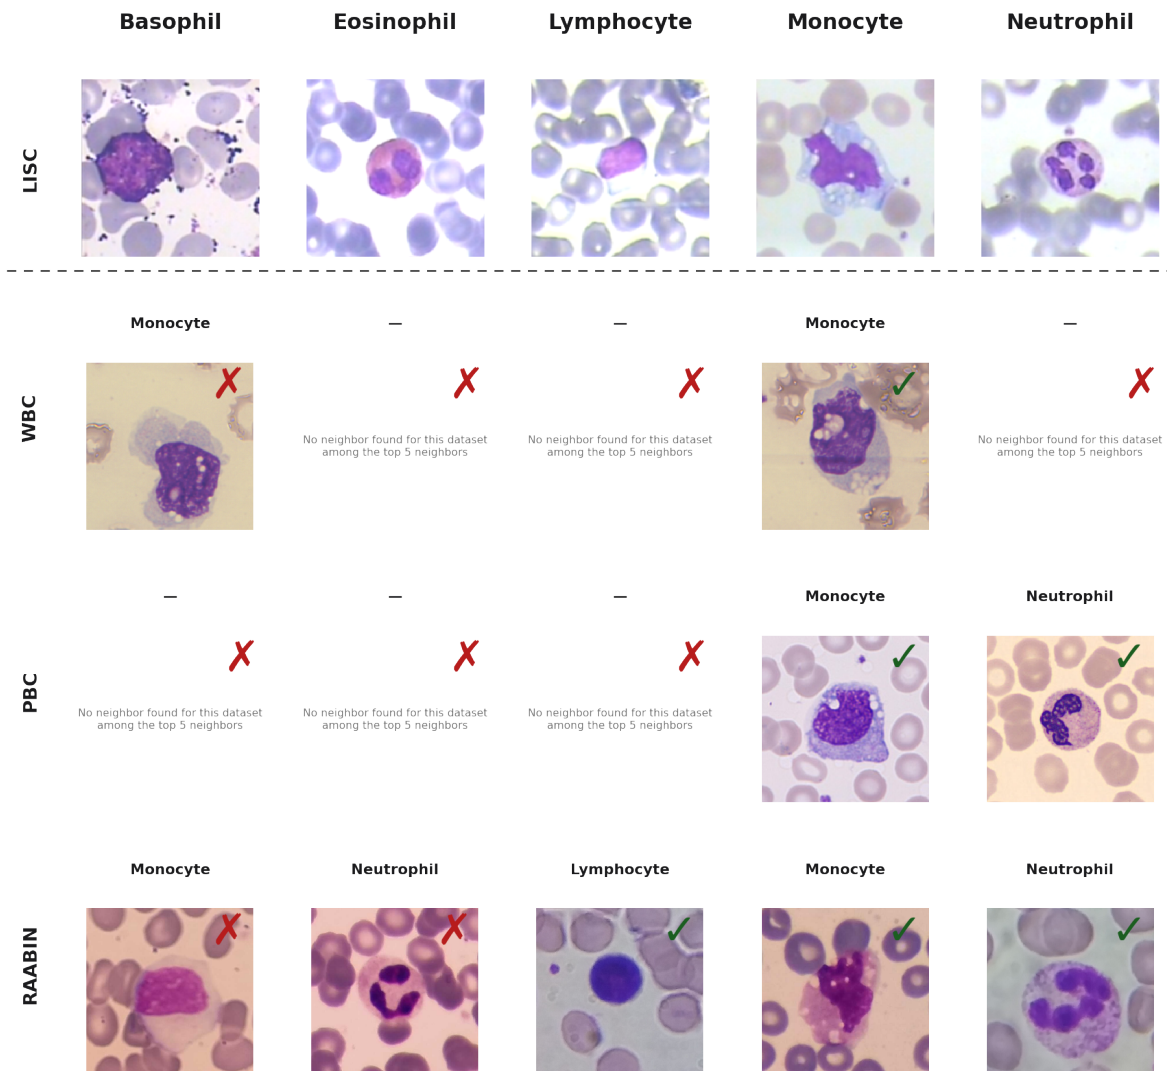 Basophil Eosinophil Lymphocyte Monocyte Neutrophil
LISC
Monocyte — — Monocyte —
✗ ✗ ✗ ✓ ✗
WBC
No neighbor found for this dataset
among the top 5 neighbors
No neighbor found for this dataset
among the top 5 neighbors
No neighbor found for this dataset
among the top 5 neighbors
— — — Monocyte Neutrophil
✗ ✗ ✗ ✓ ✓
PBC
No neighbor found for this dataset
among the top 5 neighbors
No neighbor found for this dataset
among the top 5 neighbors
No neighbor found for this dataset
among the top 5 neighbors
Monocyte Neutrophil Lymphocyte Monocyte Neutrophil
✗ ✗ ✓ ✓ ✓
RAABIN